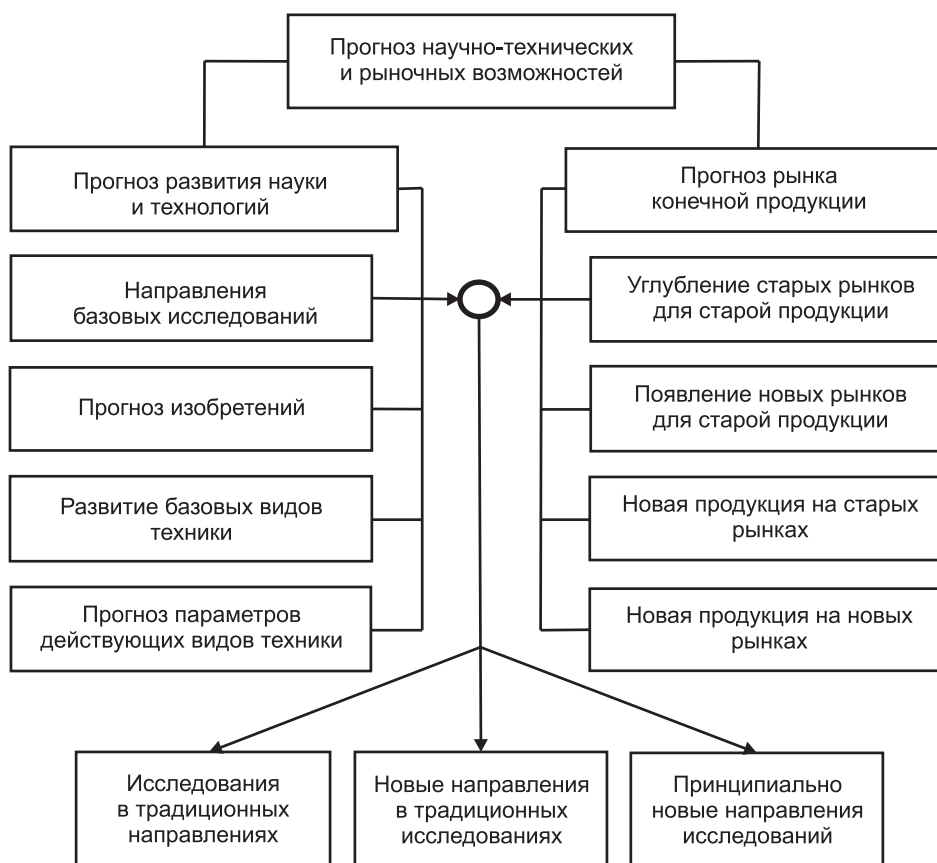 Прогноз научно-технических
и рыночных возможностей
Прогноз развития науки
и технологий
Прогноз рынка
конечной продукции
Направления
базовых исследований
Углубление старых рынков
для старой продукции
Прогноз изобретений
Появление новых рынков
для старой продукции
Развитие базовых видов
техники
Новая продукция на старых
рынках
Прогноз параметров
действующих видов техники
Новая продукция на новых
рынках
Исследования
в традиционных
направлениях
Новые направления
в традиционных
исследованиях
Принципиально
новые направления
исследований